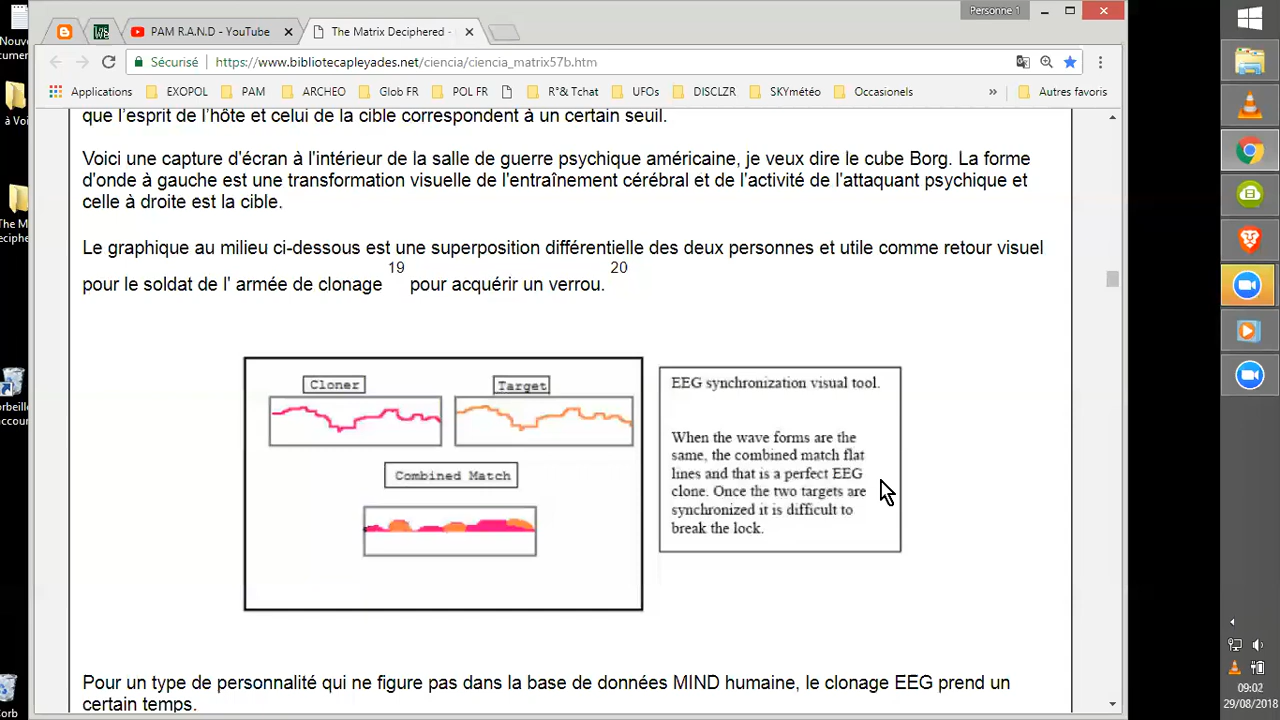 Personne 1
PAM R.A.N.D - YouTube
The Matrix Deciphered -
Sécurisé
https://www.bibliotecapleyades.net/ciencia/ciencia_matrix57b.htm
Applications EXOPOL PAM ARCHEO Glob FR POL FR R°& Tchat UFOs DISCLZR SKYmétéo Occasionels » Autres favoris
que l'esprit de l'hôte et celui de la cible correspondent à un certain seuil.
Voici une capture d'écran à l'intérieur de la salle de guerre psychique américaine, je veux dire le cube Borg. La forme
d'onde à gauche est une transformation visuelle de l'entraînement cérébral et de l'activité de l'attaquant psychique et
celle à droite est la cible.
Le graphique au milieu ci-dessous est une superposition différentielle des deux personnes et utile comme retour visuel
pour le soldat de l' armée de clonage 19 pour acquérir un verrou. 20
Cloner
Target
Combined Match
EEG synchronization visual tool.
When the wave forms are the
same, the combined match flat
lines and that is a perfect EEG
clone. Once the two targets are
synchronized it is difficult to
break the lock.
Pour un type de personnalité qui ne figure pas dans la base de données MIND humaine, le clonage EEG prend un
certain temps.
à Voi
The M
09:02
29/08/2018